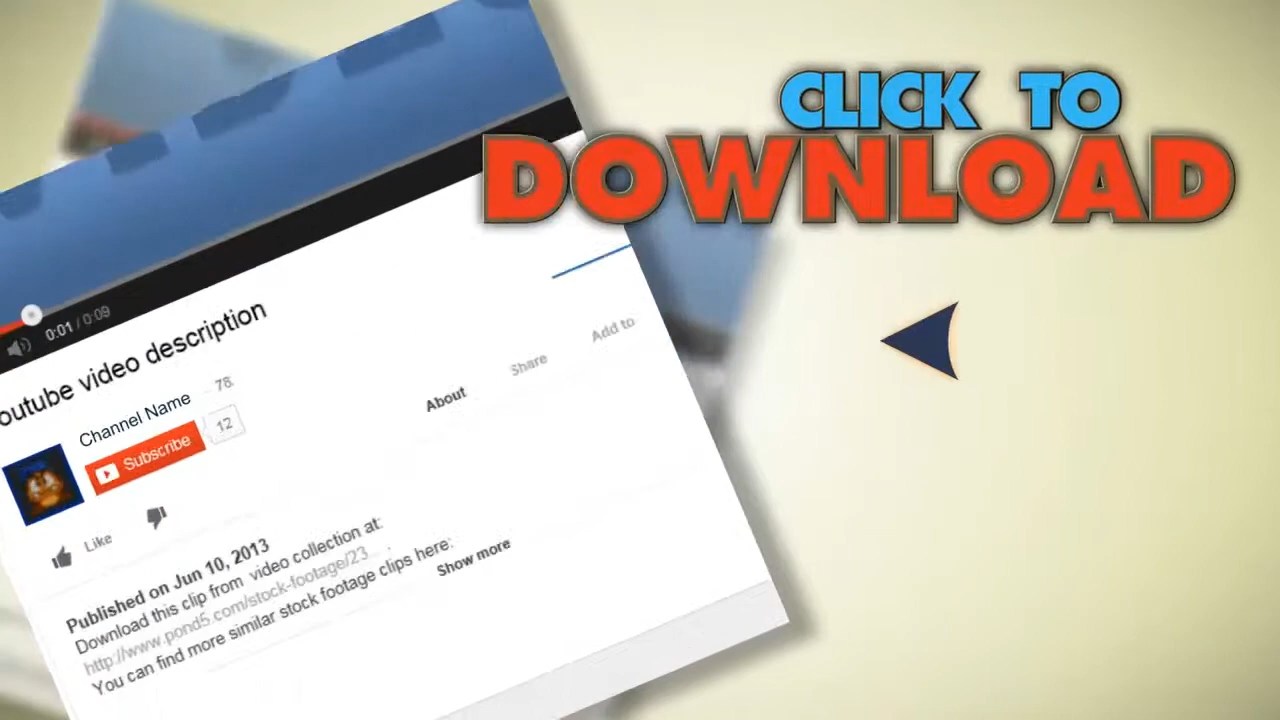 CLICK TO
DOWNLOAD
0:01 / 0:09
outube video description
Channel Name
78
Subscribe
12
Like
About
Share
Add to
Published on Jun 10, 2013
Download this clip from video collection at:
http://www.pond5.com/stock-footage/23...
You can find more similar stock footage clips here:
Show more